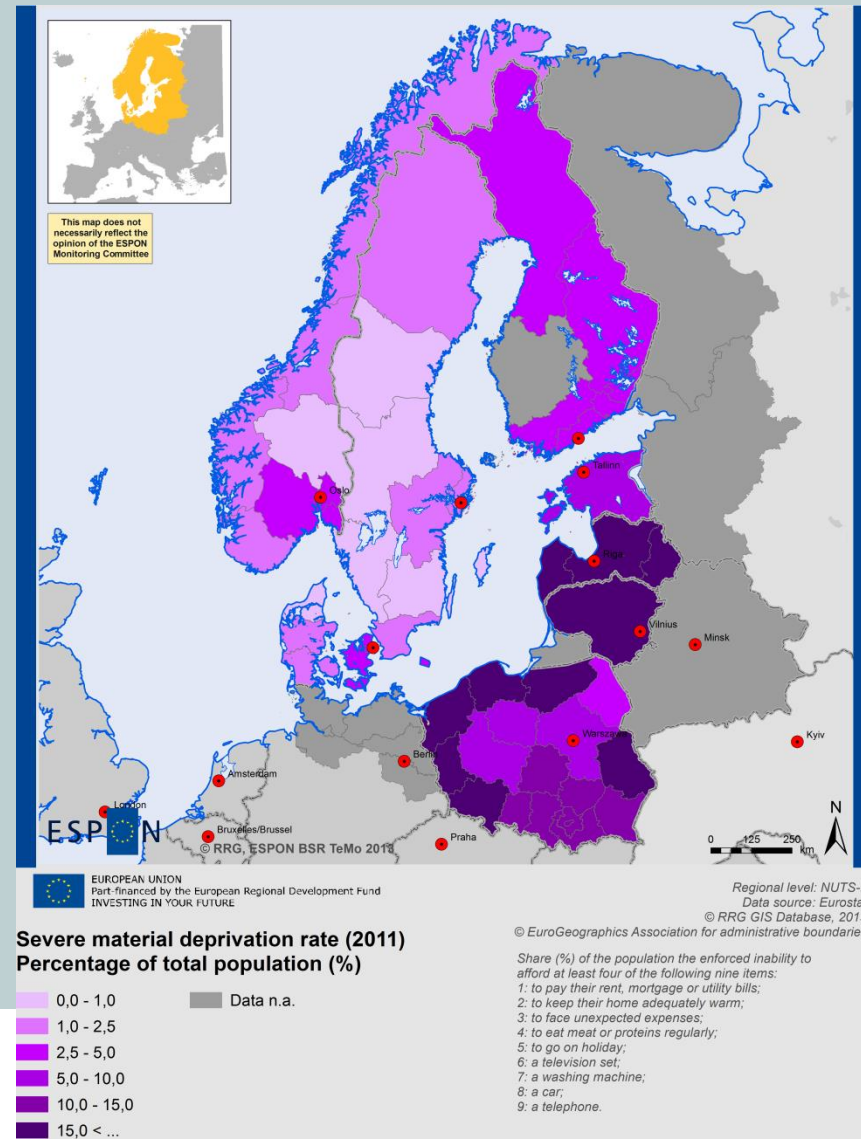 This map does not
necessarily reflect the
opinion of the ESPON
Monitoring Committee
Oslo
Tallinn
Riga
Vilnius
Minsk
Warszawa
Kyiv
Berlin
Amsterdam
London
Bruxelles/Brussel
Praha
ESPON
© RRG, ESPON BSR TeMo 2013
N
0 125 250
km
EUROPEAN UNION
Part-financed by the European Regional Development Fund
INVESTING IN YOUR FUTURE
Regional level: NUTS-
Data source: Eurosta
© RRG GIS Database, 201
© EuroGeographics Association for administrative boundarie
Severe material deprivation rate (2011)
Percentage of total population (%)
0,0 - 1,0
1,0 - 2,5
2,5 - 5,0
5,0 - 10,0
10,0 - 15,0
15,0 < ...
Data n.a.
Share (%) of the population the enforced inability to
afford at least four of the following nine items:
1: to pay their rent, mortgage or utility bills;
2: to keep their home adequately warm;
3: to face unexpected expenses;
4: to eat meat or proteins regularly;
5: to go on holiday;
6: a television set;
7: a washing machine;
8: a car;
9: a telephone.